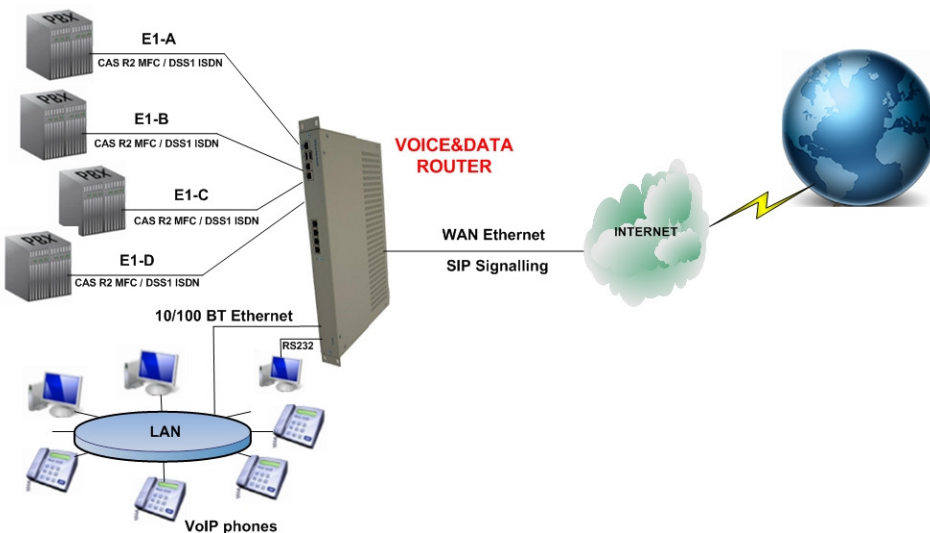 PBX
E1-A
CAS R2 MFC / DSS1 ISDN
PBX
E1-B
CAS R2 MFC / DSS1 ISDN
PBX
E1-C
CAS R2 MFC / DSS1 ISDN
PBX
E1-D
CAS R2 MFC / DSS1 ISDN
VOICE&DATA
ROUTER
WAN Ethernet
SIP Signalling
INTERNET
10/100 BT Ethernet
RS232
LAN
VoIP phones